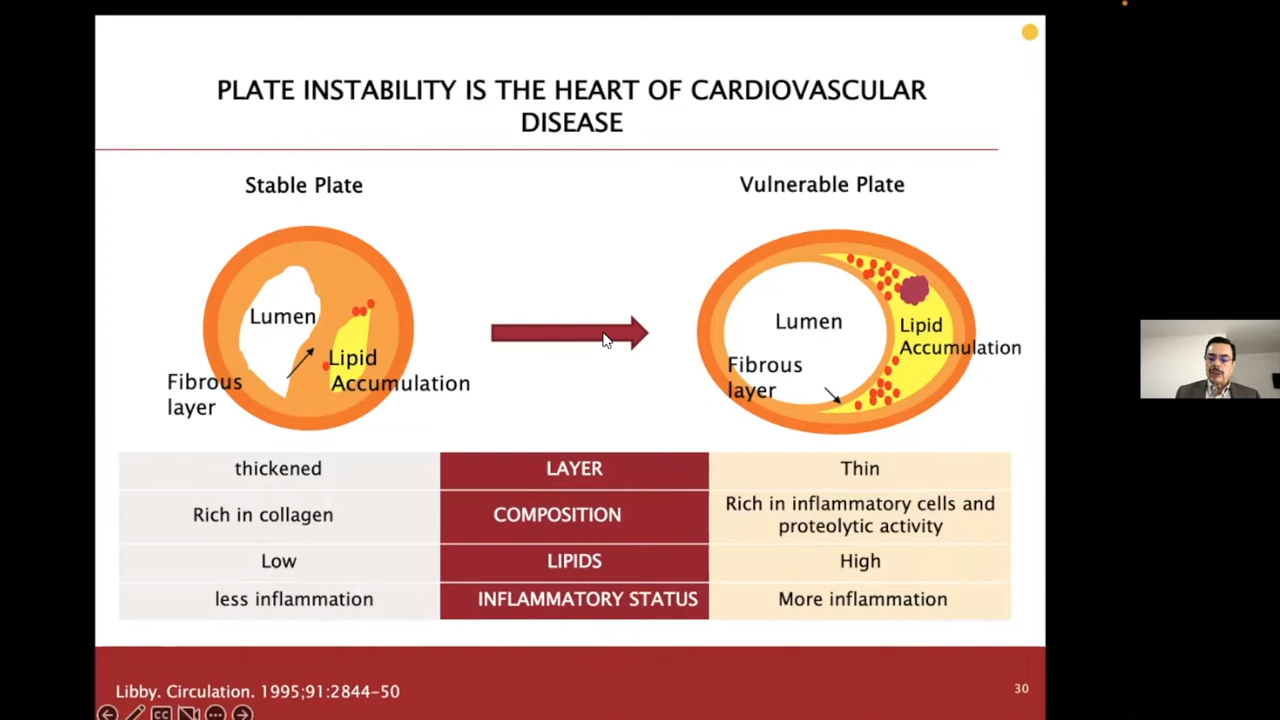 PLATE INSTABILITY IS THE HEART OF CARDIOVASCULAR
DISEASE
Stable Plate
Vulnerable Plate
Lumen
Lipid
Accumulation
Fibrous
layer
Lumen
Lipid
Accumulation
Fibrous
layer
thickened
LAYER
Thin
Rich in collagen
COMPOSITION
Rich in inflammatory cells and
proteolytic activity
Low
LIPIDS
High
less inflammation
INFLAMMATORY STATUS
More inflammation
Libby. Circulation. 1995;91:2844-50
30
CC